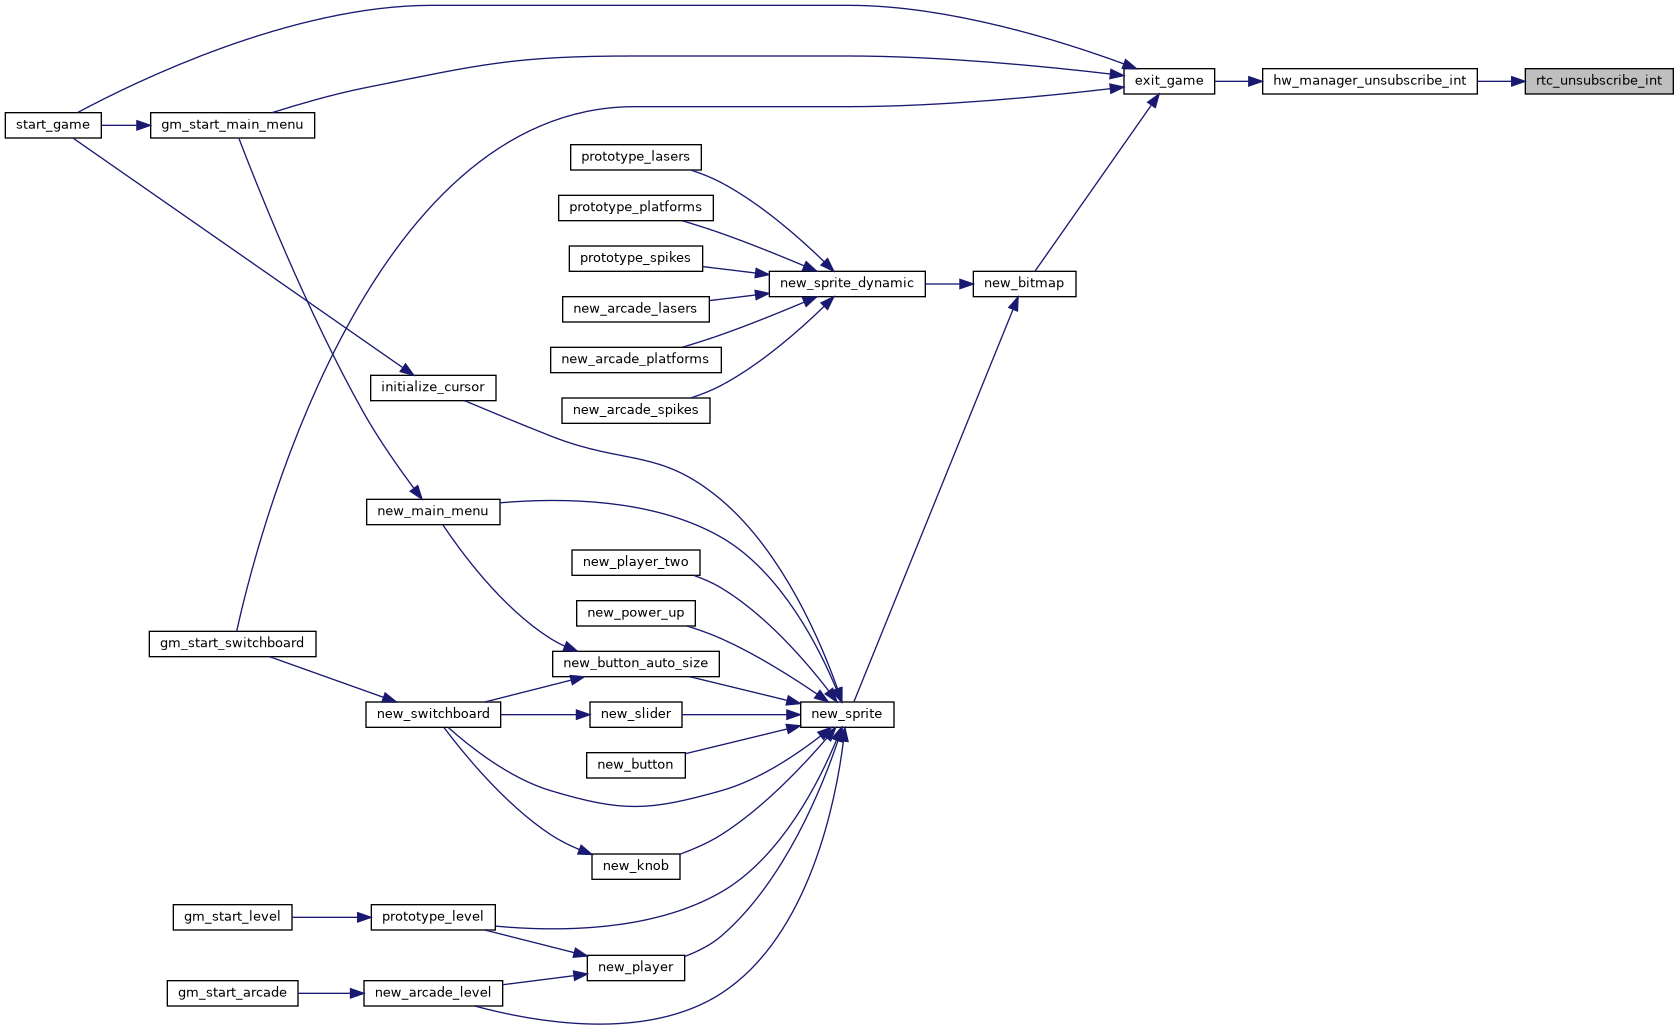 exit_game
hw_manager_unsubscribe_int
rtc_unsubscribe_int
start_game
gm_start_main_menu
prototype_lasers
prototype_platforms
prototype_spikes
new_sprite_dynamic
new_bitmap
new_arcade_lasers
new_arcade_platforms
initialize_cursor
new_arcade_spikes
new_main_menu
new_player_two
new_power_up
gm_start_switchboard
new_button_auto_size
new_switchboard
new_slider
new_sprite
new_button
new_knob
gm_start_level
prototype_level
new_player
gm_start_arcade
new_arcade_level